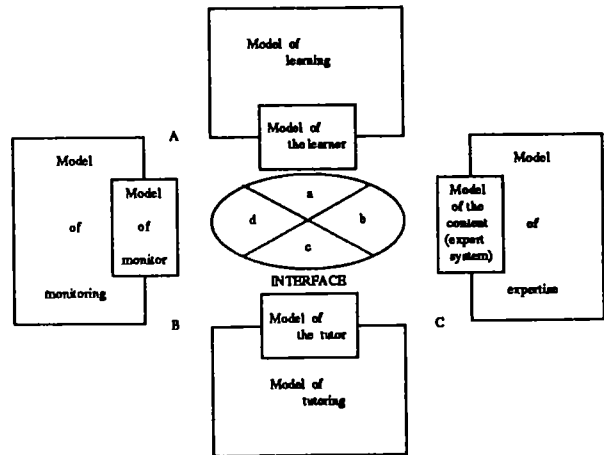 Model of
learning
Model of
the learner
A
Model
of
monitoring
Model
of
monitor
a
d
b
c
INTERFACE
Model
of the
content
(expert
system)
Model
of
expertise
B
C
Model of
the tutor
Model of
tutoring